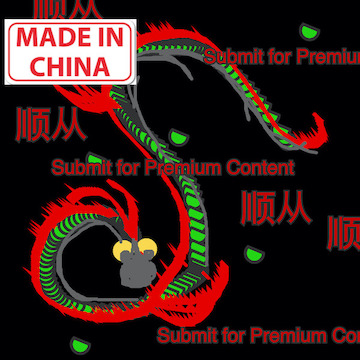 顺从
MADE IN
CHINA
Submit for Premium
顺从
Submit for Premium Content
顺从
顺
Submit for Premium Con